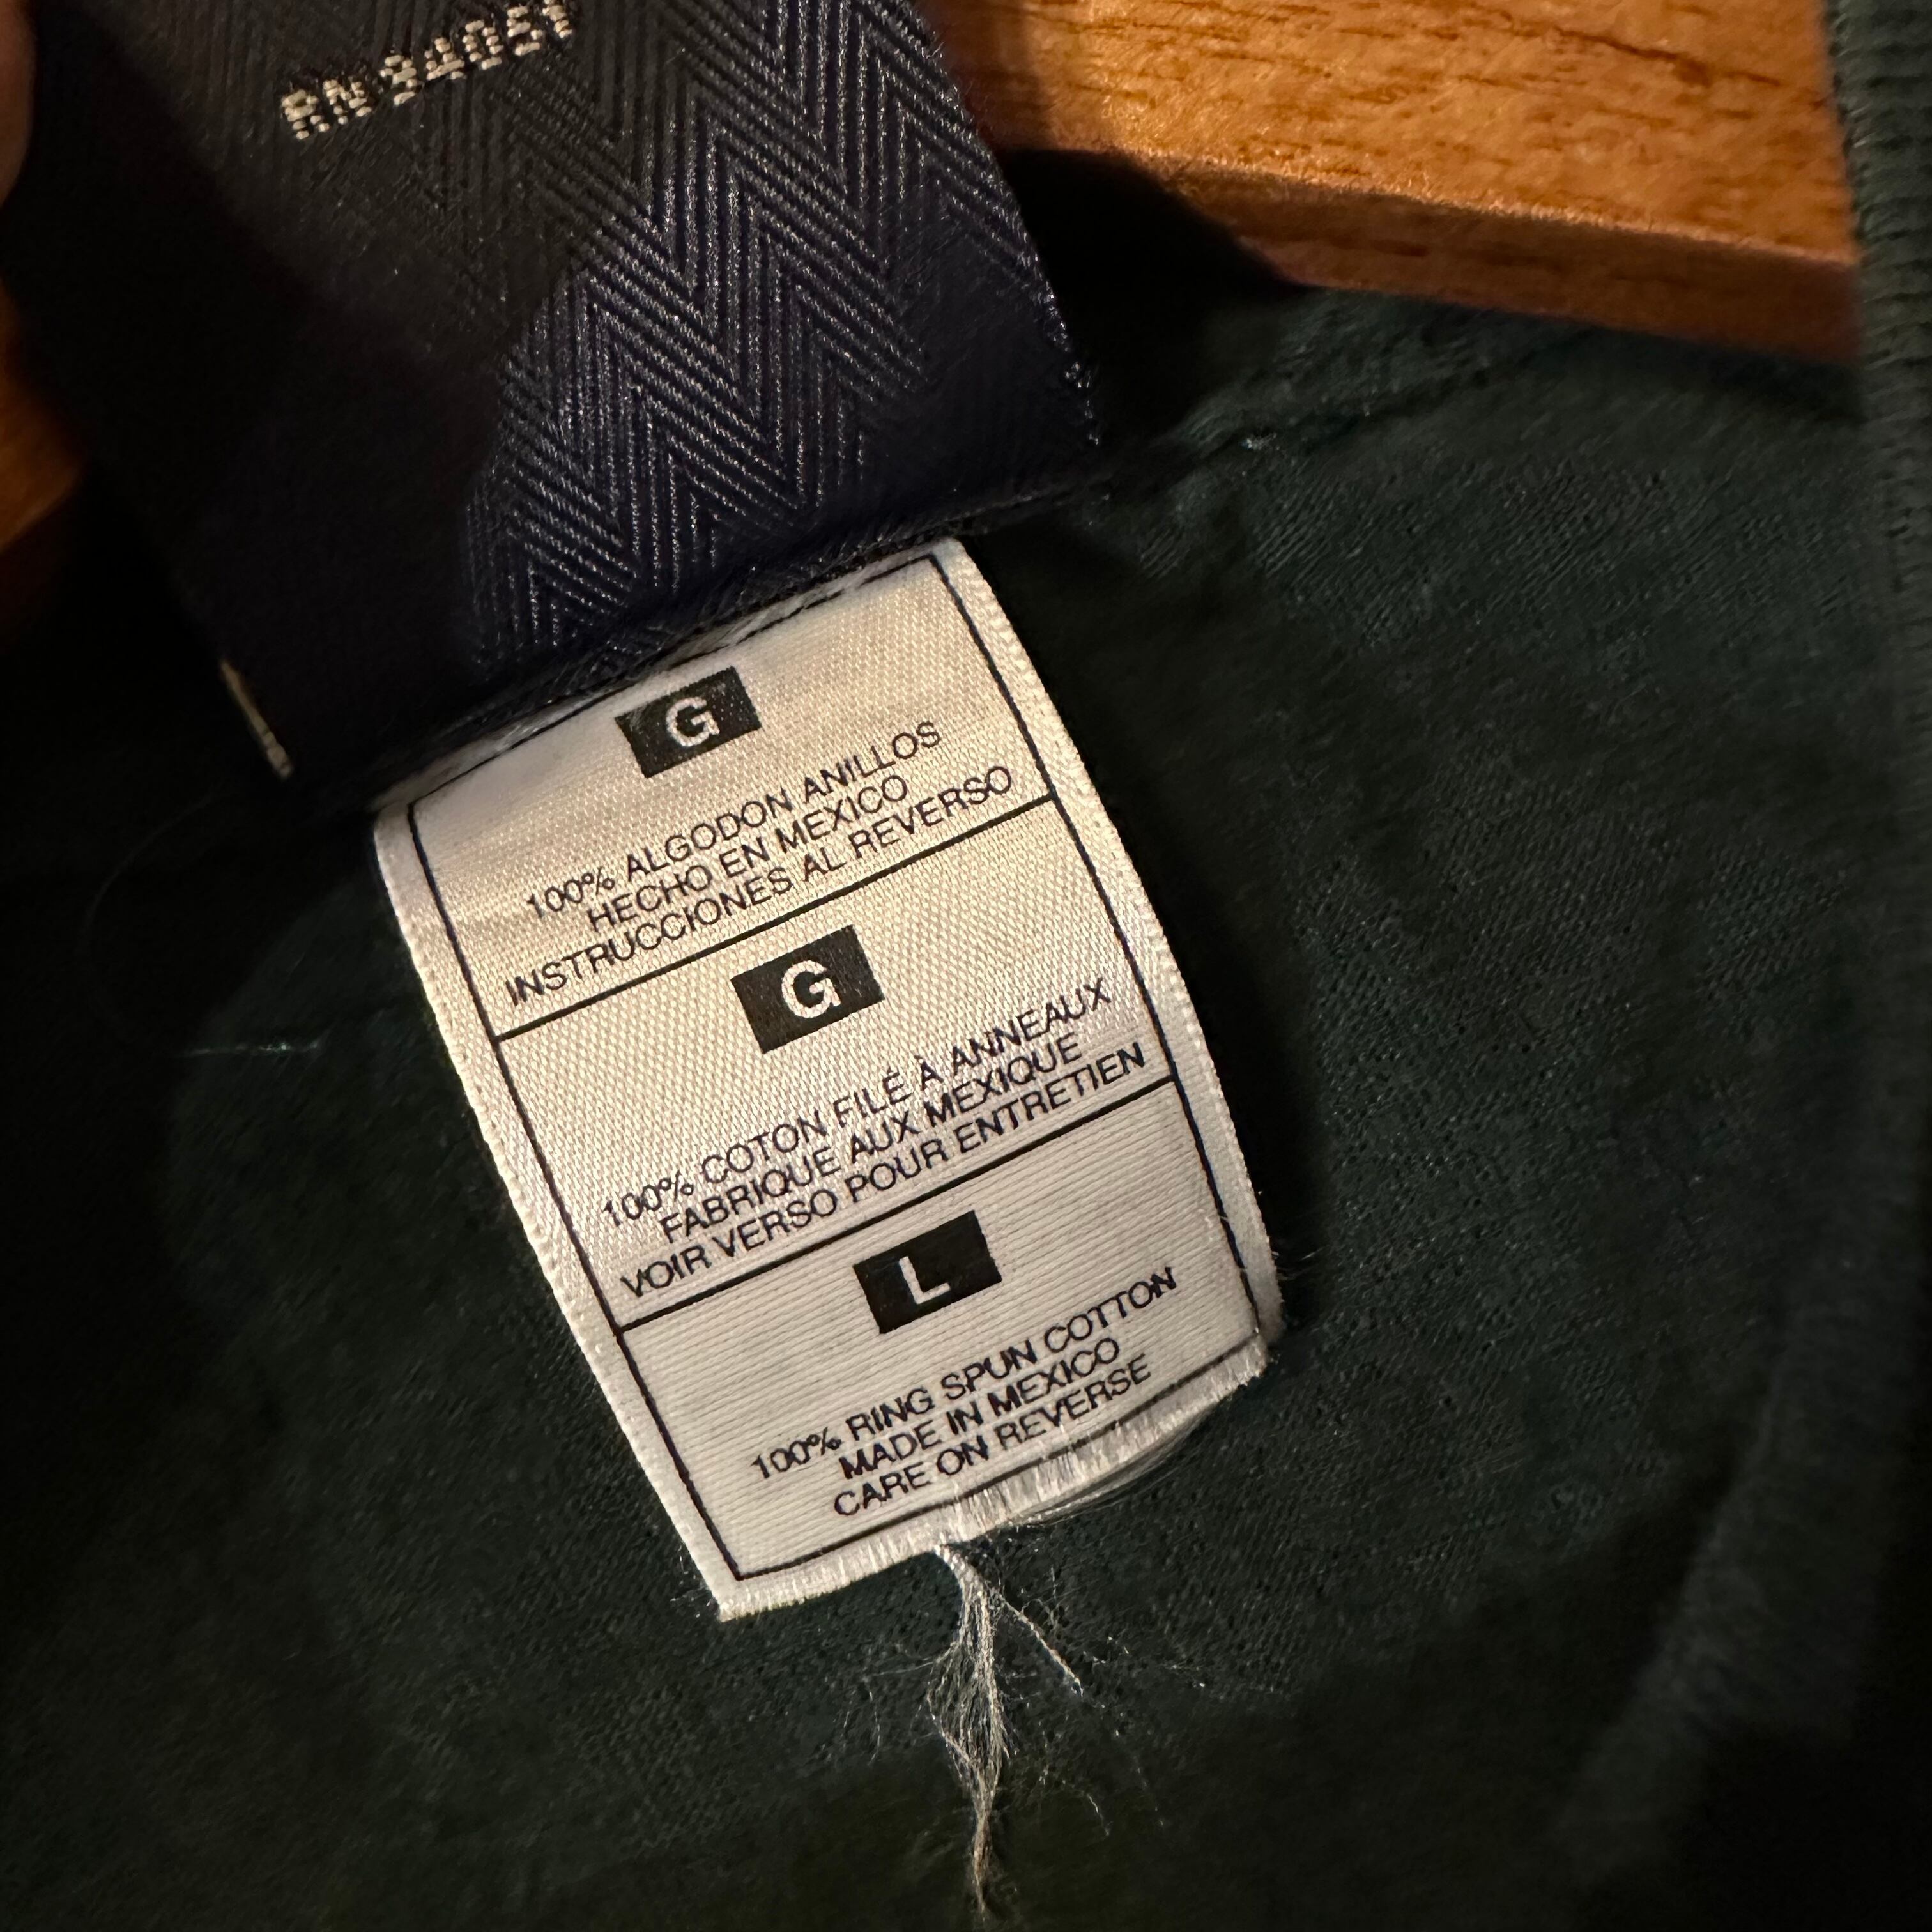 RN 94051
G
100% ALGODON ANILLOS
HECHO EN MEXICO
INSTRUCCIONES AL REVERSO
G
100% COTON FILÉ À ANNEAUX
FABRIQUE AUX MEXIQUE
VOIR VERSO POUR ENTRETIEN
L
100% RING SPUN COTTON
MADE IN MEXICO
CARE ON REVERSE